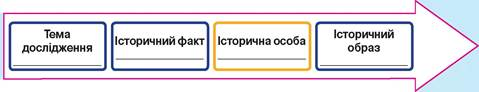 Тема
дослідження
Історичний факт
Історична особа
Історичний
образ